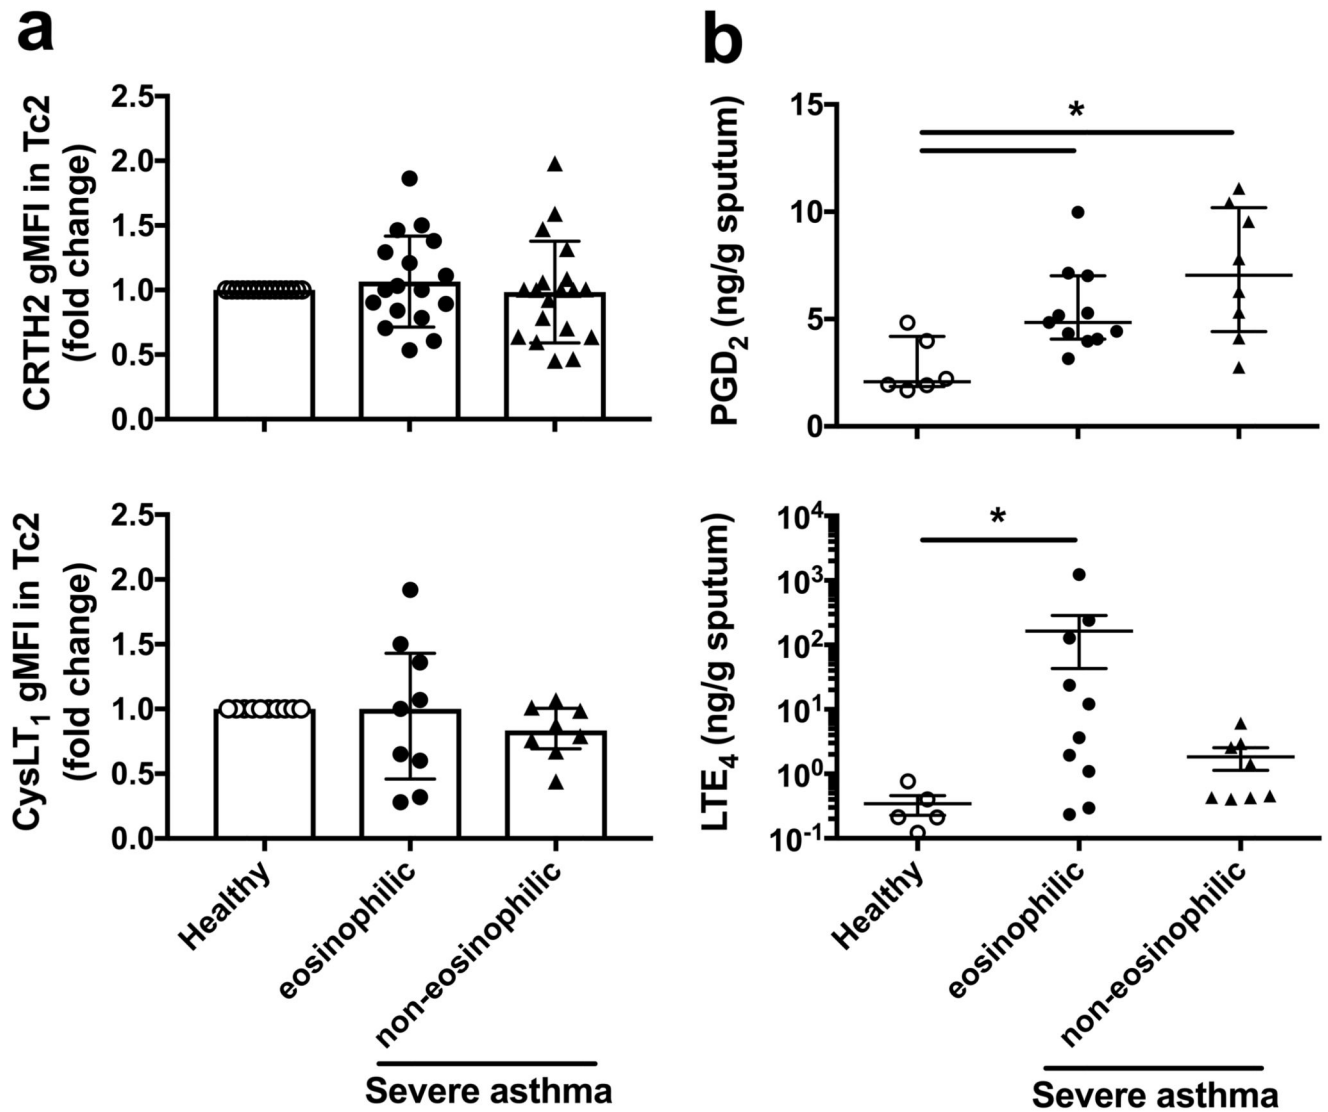 a
CRTH2 gMFI in Tc2
(fold change)
2.5
2.0
1.5
1.0
0.5
0.0
b
PGD2 (ng/g sputum)
15
10
5
0
*
CysLT1 gMFI in Tc2
(fold change)
2.5
2.0
1.5
1.0
0.5
0.0
Healthy
eosinophilic
non-eosinophilic
Severe asthma
LTE4 (ng/g sputum)
10^4
10^3
10^2
10^1
10^0
10^-1
*
Healthy
eosinophilic
non-eosinophilic
Severe asthma